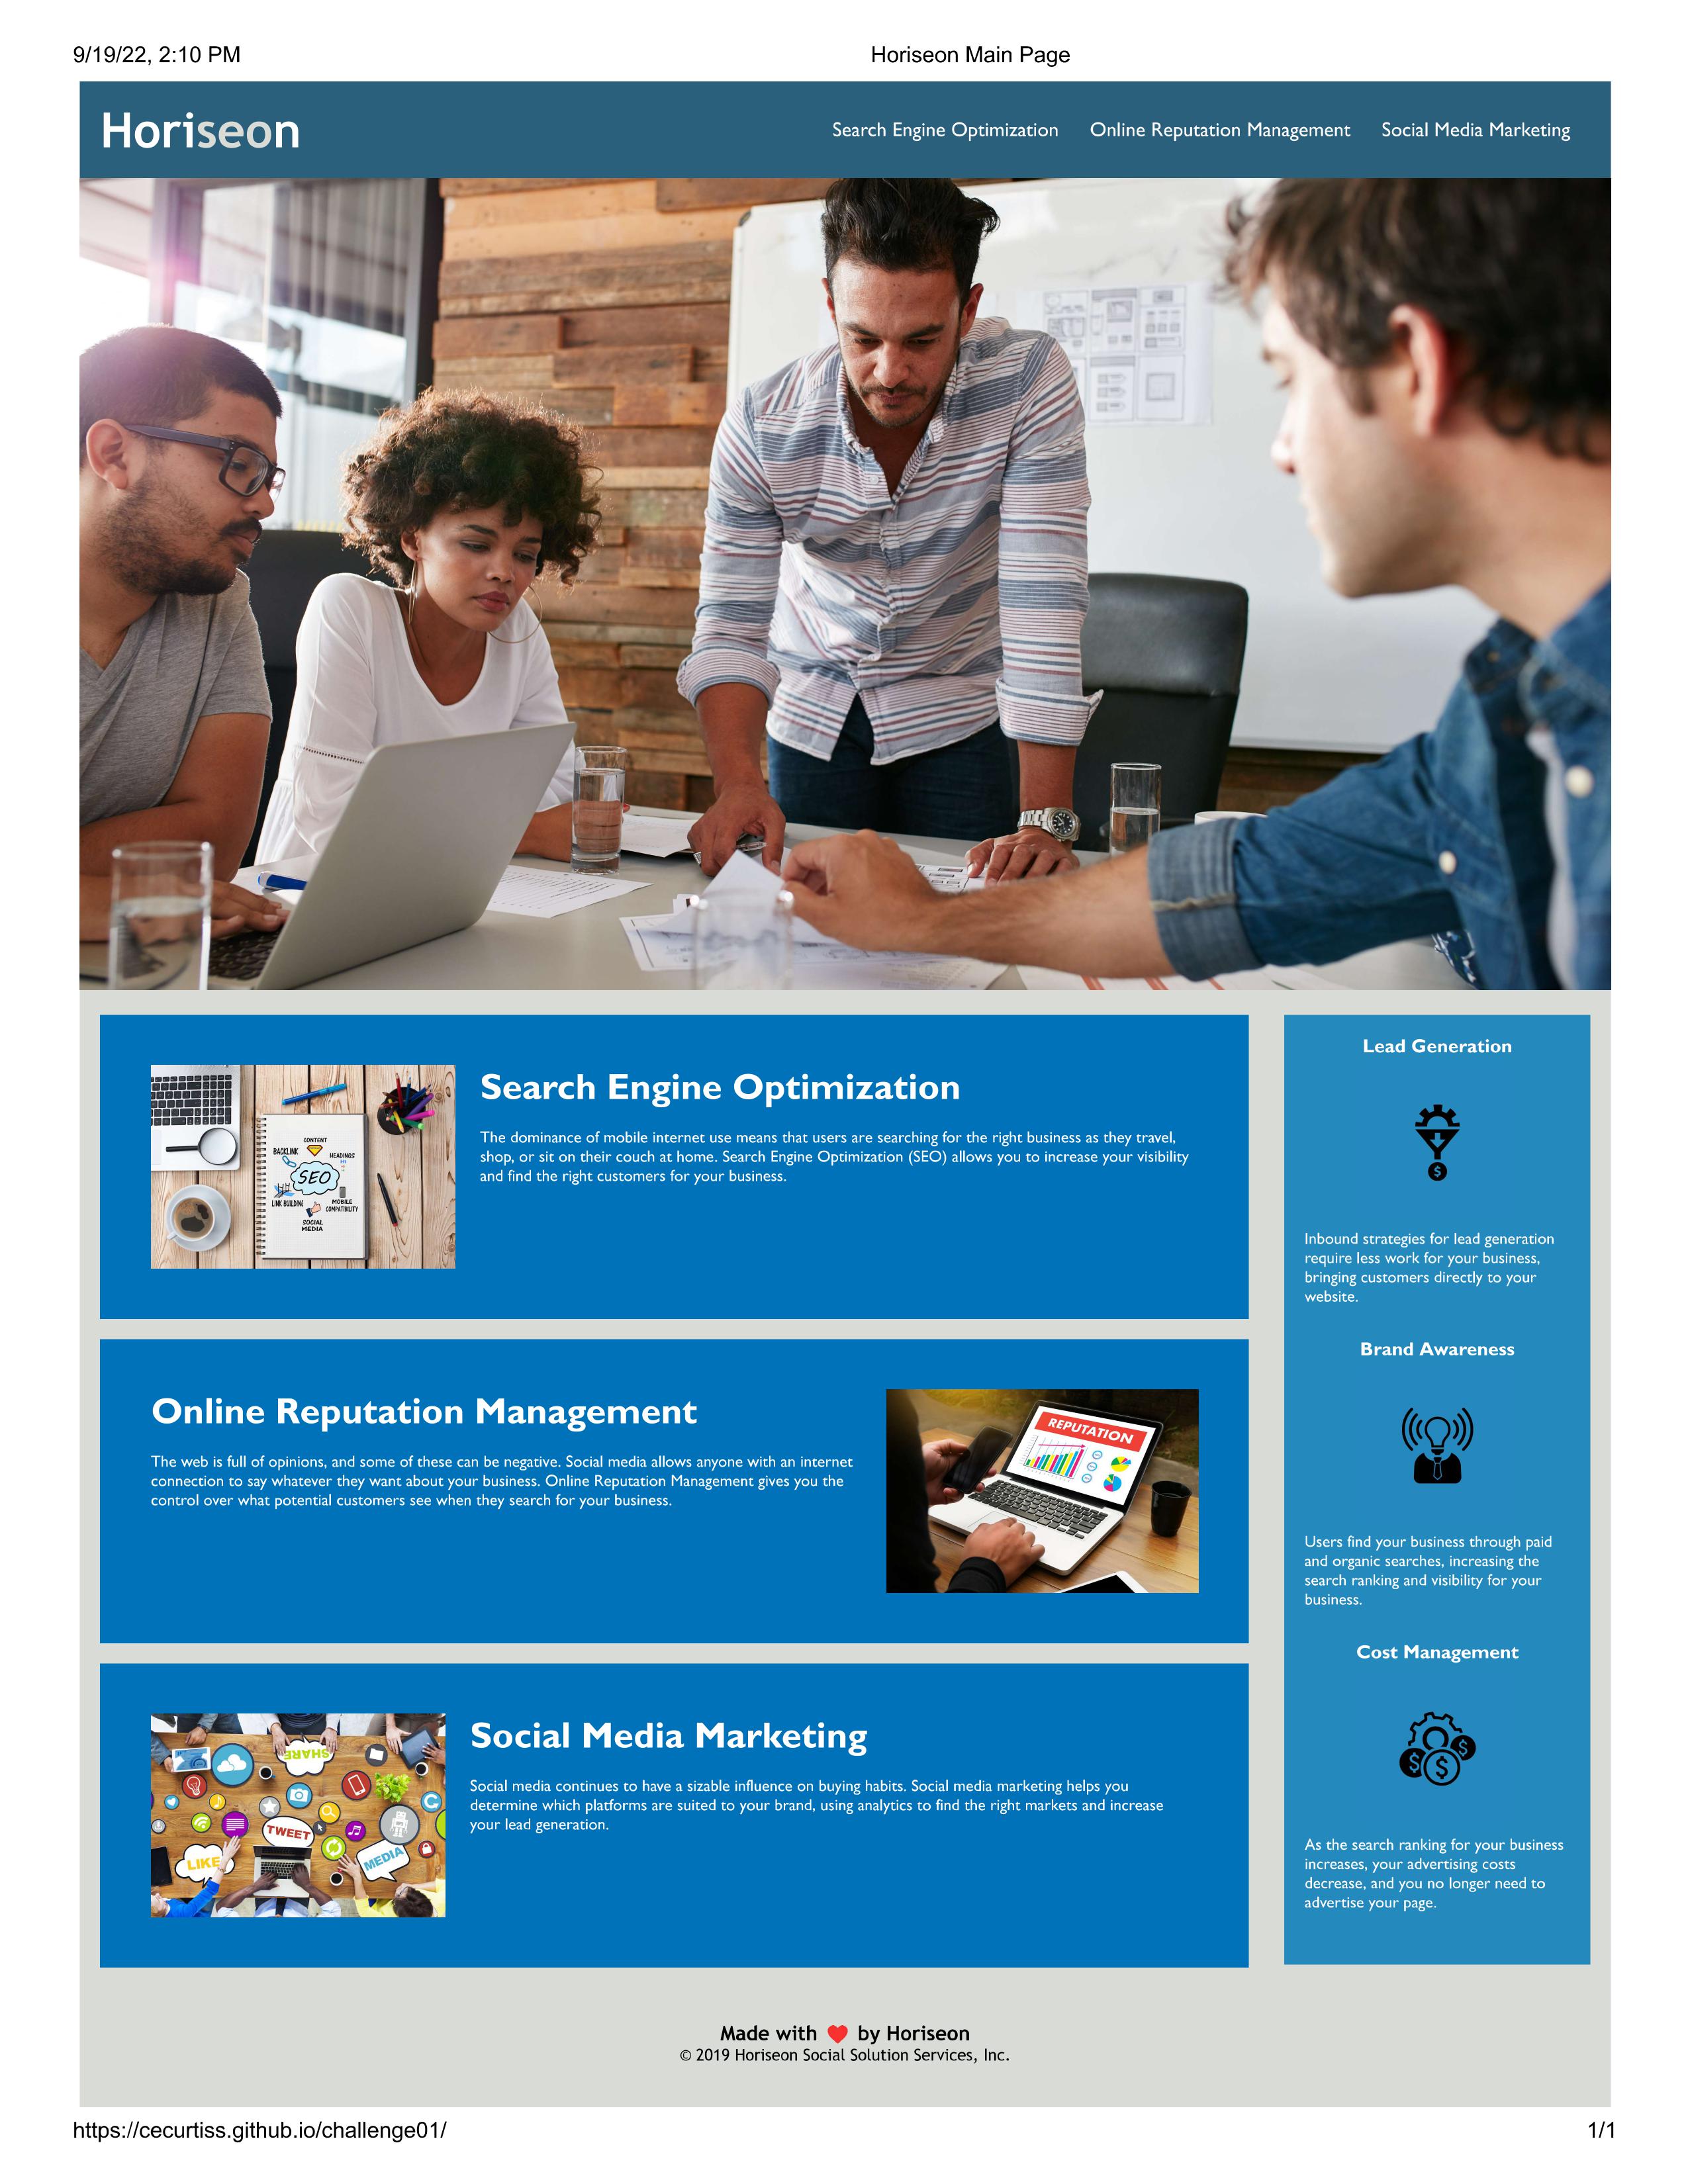 9/19/22, 2:10 PM
Horiseon Main Page
Horiseon
Search Engine Optimization
Online Reputation Management
Social Media Marketing
CONTENT
BACKLINK
HEADINGS
SEO
LINK BUILDING
MOBILE
COMPATIBILITY
SOCIAL
MEDIA
Search Engine Optimization
The dominance of mobile internet use means that users are searching for the right business as they travel,
shop, or sit on their couch at home. Search Engine Optimization (SEO) allows you to increase your visibility
and find the right customers for your business.
Online Reputation Management
The web is full of opinions, and some of these can be negative. Social media allows anyone with an internet
connection to say whatever they want about your business. Online Reputation Management gives you the
control over what potential customers see when they search for your business.
REPUTATION
SHARE
TWEET
LIKE
MEDIA
Social Media Marketing
Social media continues to have a sizable influence on buying habits. Social media marketing helps you
determine which platforms are suited to your brand, using analytics to find the right markets and increase
your lead generation.
Lead Generation
$
Inbound strategies for lead generation
require less work for your business,
bringing customers directly to your
website.
Brand Awareness
Users find your business through paid
and organic searches, increasing the
search ranking and visibility for your
business.
Cost Management
$ $ $
As the search ranking for your business
increases, your advertising costs
decrease, and you no longer need to
advertise your page.
Made with ❤ by Horiseon
© 2019 Horiseon Social Solution Services, Inc.
https://cecurtiss.github.io/challenge01/
1/1